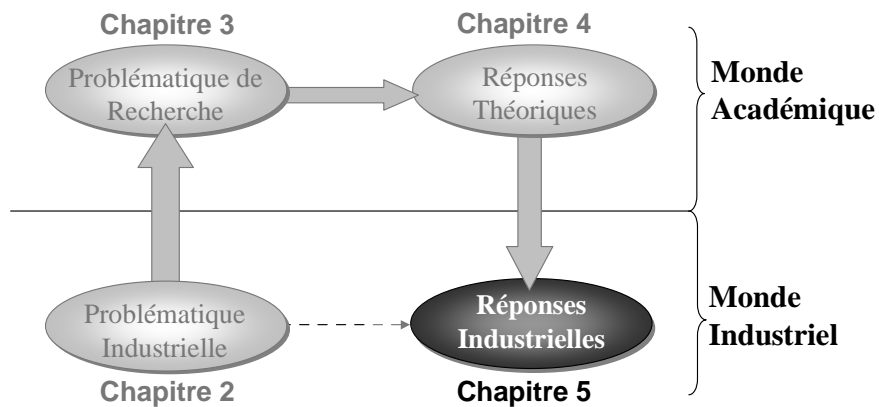 Chapitre 3
Chapitre 4
Problématique de
Recherche
Réponses
Théoriques
Monde
Académique
Problématique
Industrielle
Réponses
Industrielles
Monde
Industriel
Chapitre 2
Chapitre 5